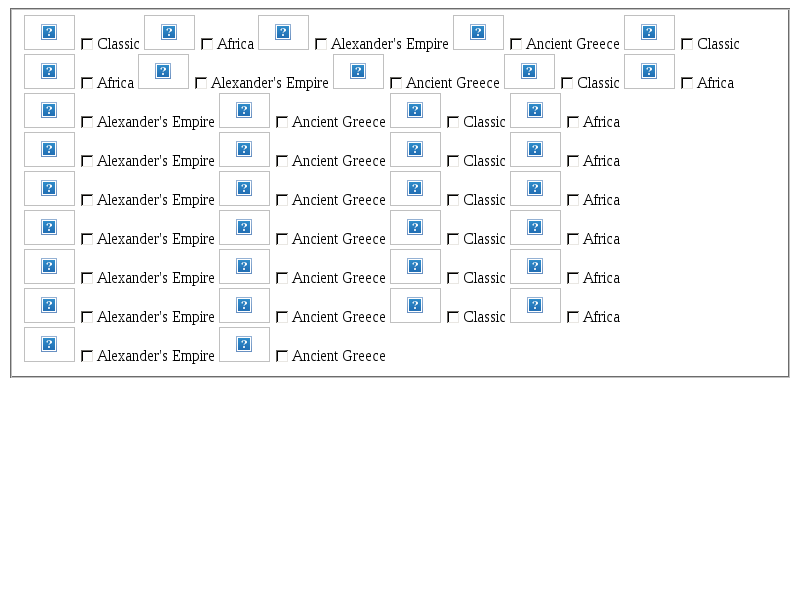 Classic Africa Alexander's Empire Ancient Greece Classic
Africa Alexander's Empire Ancient Greece Classic Africa
Alexander's Empire Ancient Greece Classic Africa
Alexander's Empire Ancient Greece Classic Africa
Alexander's Empire Ancient Greece Classic Africa
Alexander's Empire Ancient Greece Classic Africa
Alexander's Empire Ancient Greece Classic Africa
Alexander's Empire Ancient Greece Classic Africa
Alexander's Empire Ancient Greece